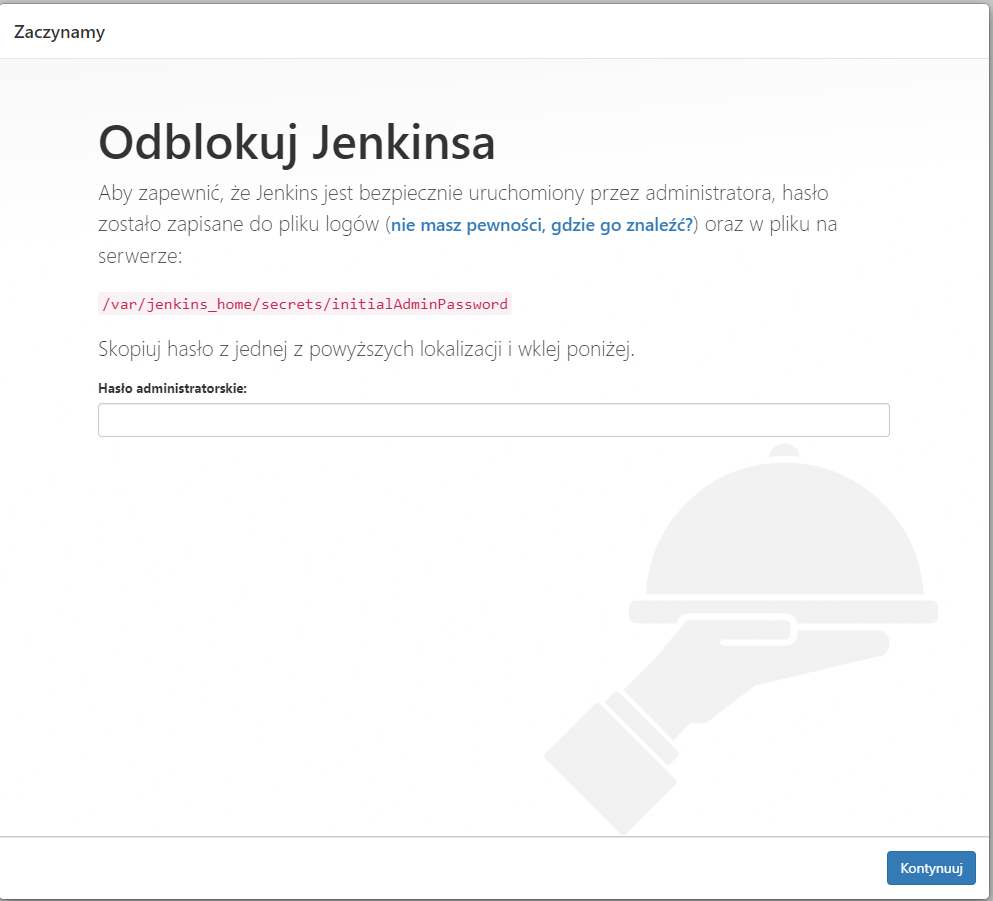 Zaczynamy
Odblokuj Jenkinsa
Aby zapewnić, że Jenkins jest bezpiecznie uruchomiony przez administratora, hasło
zostało zapisane do pliku logów (nie masz pewności, gdzie go znaleźć?) oraz w pliku na
serwerze:
/var/jenkins_home/secrets/initialAdminPassword
Skopiuj hasło z jednej z powyższych lokalizacji i wklej poniżej.
Hasło administratorskie:
Kontynuuj